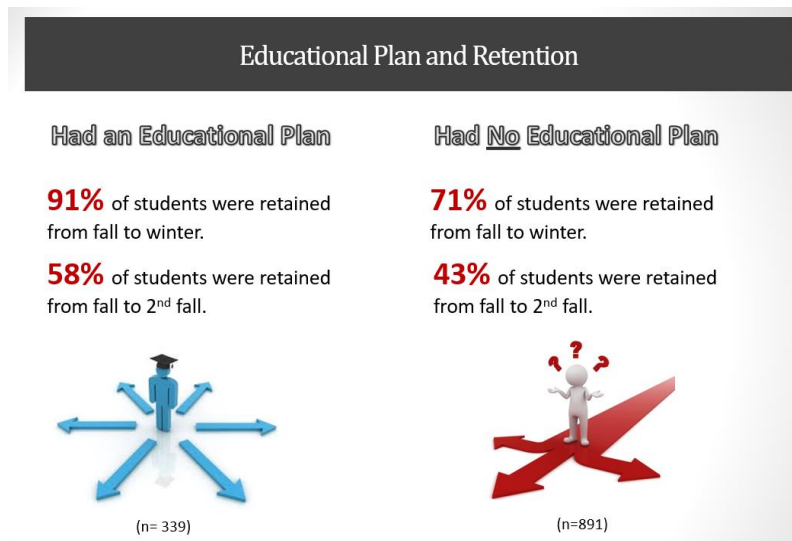 Educational Plan and Retention
Had an Educational Plan
91% of students were retained
from fall to winter.
58% of students were retained
from fall to 2nd fall.
(n= 339)
Had No Educational Plan
71% of students were retained
from fall to winter.
43% of students were retained
from fall to 2nd fall.
? ? ?
(n=891)